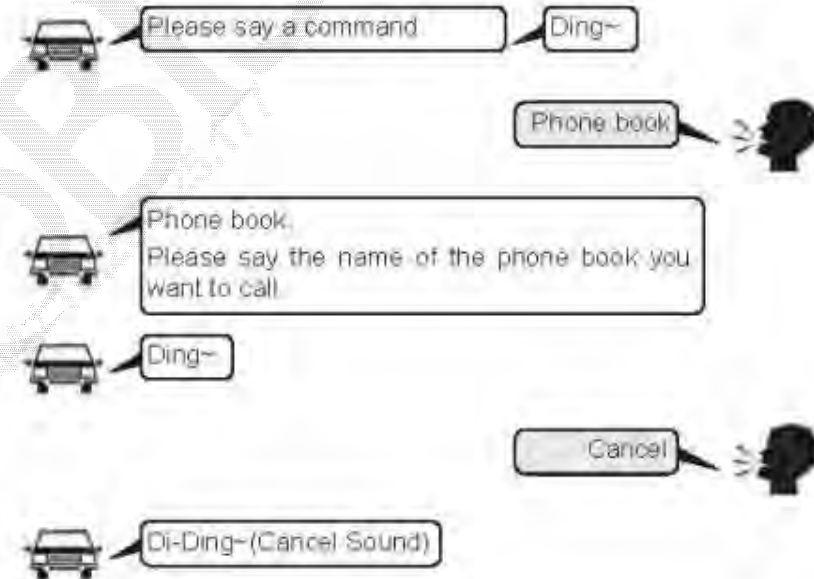 Please say a command
Ding~
Phone book
Phone book.
Please say the name of the phone book you
want to call.
Ding~
Cancel
Di-Ding~(Cancel Sound)